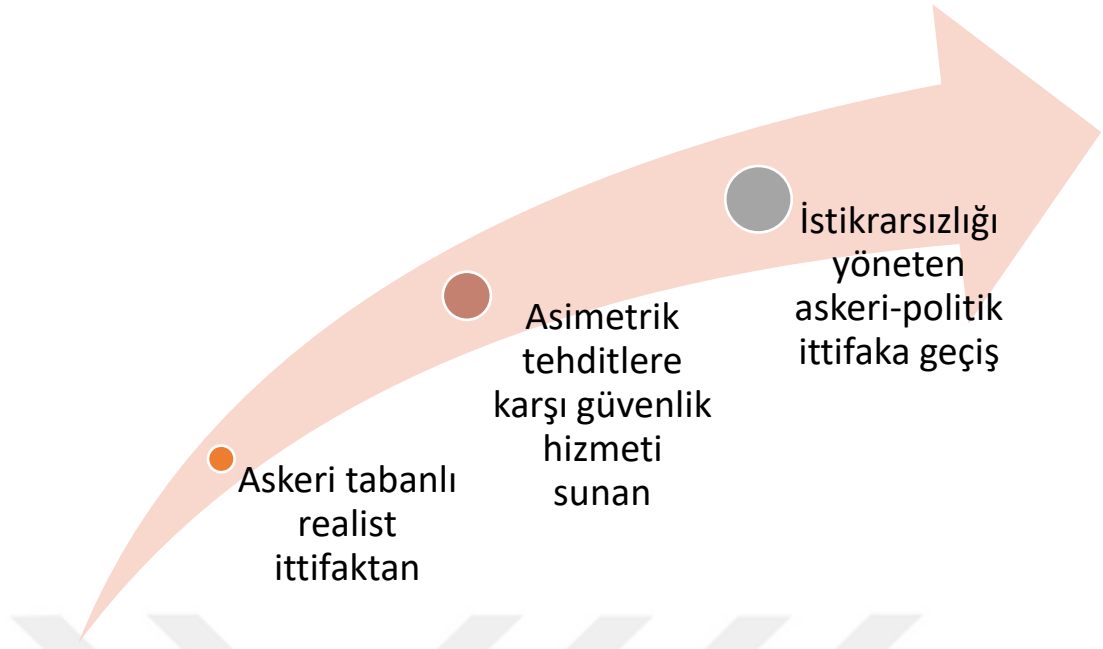 Askeri tabanlı
realist
ittifaktan
Asimetrik
tehditlere
karşı güvenlik
hizmeti
sunan
İstikrarsızlığı
yöneten
askeri-politik
ittifaka geçiş